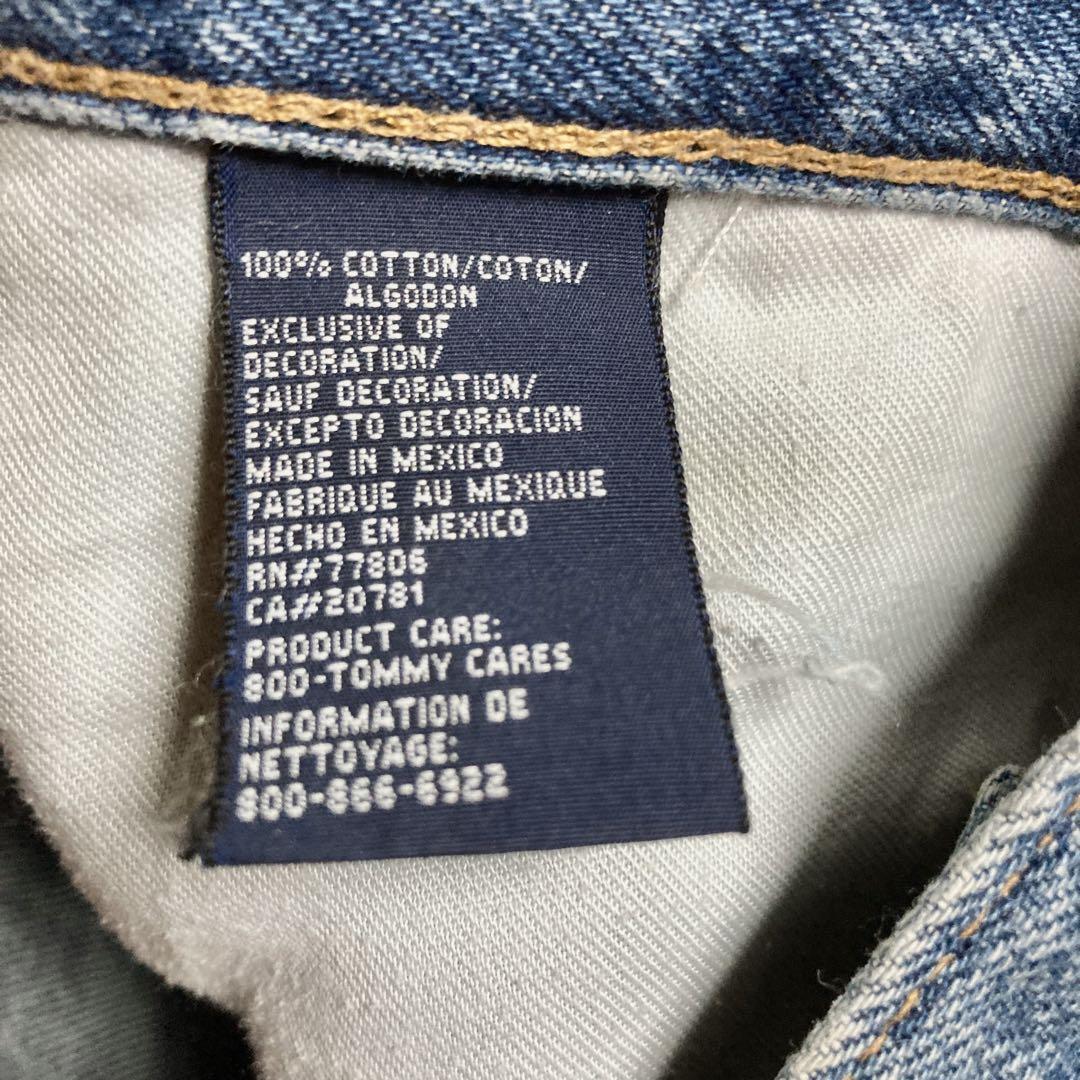 100% COTTON/COTON/
ALGODON
EXCLUSIVE OF
DECORATION/
SAUF DECORATION/
EXCEPTO DECORACION
MADE IN MEXICO
FABRIQUE AU MEXIQUE
HECHO EN MEXICO
RN#77806
CA#20781
PRODUCT CARE:
800-TOMMY CARES
INFORMATION DE
NETTOYAGE:
800-866-6922